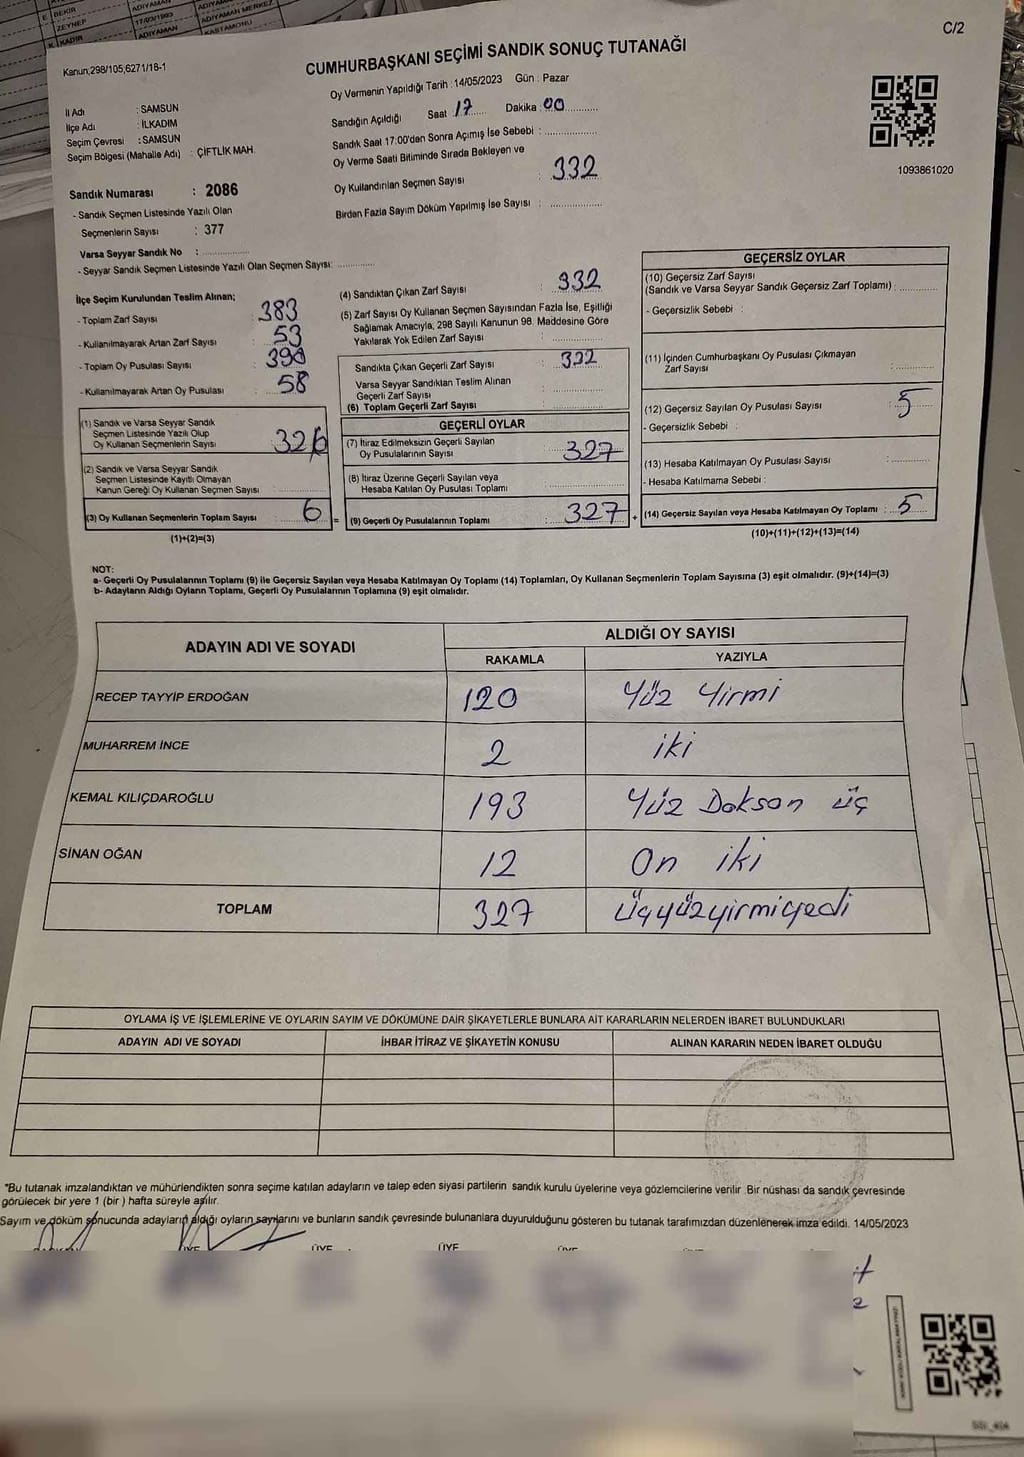 E BEKİR
ZEYNEP
K KADİR
ADIYAMAN
17/03/1993
ADIYAMAN
ADIYAMAN MERKEZ
KASTAMONU
C/2
Kanun;298/105,6271/18-1
CUMHURBAŞKANI SEÇİMİ SANDIK SONUÇ TUTANAĞI
Oy Vermenin Yapıldığı Tarih : 14/05/2023 Gün : Pazar
İl Adı : SAMSUN
İlçe Adı : İLKADIM
Seçim Çevresi : SAMSUN
Seçim Bölgesi (Mahalle Adı) : ÇİFTLİK MAH.
Sandığın Açıldığı Saat 17 Dakika : 00
Sandık Saat 17:00'dan Sonra Açımış İse Sebebi :
Oy Verme Saati Bitiminde Sırada Bekleyen ve
Oy Kullandırılan Seçmen Sayısı : 332
Birden Fazla Sayım Döküm Yapılmış İse Sayısı :
1093861020
Sandık Numarası : 2086
- Sandık Seçmen Listesinde Yazılı Olan
Seçmenlerin Sayısı : 377
Varsa Seyyar Sandık No :
- Seyyar Sandık Seçmen Listesinde Yazılı Olan Seçmen Sayısı:
İlçe Seçim Kurulundan Teslim Alınan;
- Toplam Zarf Sayısı : 383
- Kullanılmayarak Artan Zarf Sayısı : 53
- Toplam Oy Pusulası Sayısı : 390
- Kullanılmayarak Artan Oy Pusulası : 58
(1) Sandık ve Varsa Seyyar Sandık
Seçmen Listesinde Yazılı Olup
Oy Kullanan Seçmenlerin Sayısı 326
(2) Sandık ve Varsa Seyyar Sandık
Seçmen Listesinde Kayıtlı Olmayan
Kanun Gereği Oy Kullanan Seçmen Sayısı :
(3) Oy Kullanan Seçmenlerin Toplam Sayısı : 6 =
(1)+(2)=(3)
(4) Sandıktan Çıkan Zarf Sayısı : 332
(5) Zarf Sayısı Oy Kullanan Seçmen Sayısından Fazla İse, Eşitliği
Sağlamak Amacıyla, 298 Sayılı Kanunun 98. Maddesine Göre
Yakılarak Yok Edilen Zarf Sayısı :
Sandıkta Çıkan Geçerli Zarf Sayısı : 332
Varsa Seyyar Sandıktan Teslim Alınan
Geçerli Zarf Sayısı :
(6) Toplam Geçerli Zarf Sayısı :
GEÇERLİ OYLAR
(7) İtiraz Edilmeksizin Geçerli Sayılan
Oy Pusulalarının Sayısı : 327
(8) İtiraz Üzerine Geçerli Sayılan veya
Hesaba Katılan Oy Pusulası Toplamı :
(9) Geçerli Oy Pusulalarının Toplamı : 327 +
GEÇERSİZ OYLAR
(10) Geçersiz Zarf Sayısı
(Sandık ve Varsa Seyyar Sandık Geçersiz Zarf Toplamı) :
- Geçersizlik Sebebi :
(11) İçinden Cumhurbaşkanı Oy Pusulası Çıkmayan
Zarf Sayısı :
(12) Geçersiz Sayılan Oy Pusulası Sayısı : 5
- Geçersizlik Sebebi :
(13) Hesaba Katılmayan Oy Pusulası Sayısı :
- Hesaba Katılmama Sebebi :
(14) Geçersiz Sayılan veya Hesaba Katılmayan Oy Toplamı : 5
(10)+(11)+(12)+(13)=(14)
NOT:
a- Geçerli Oy Pusulalarının Toplamı (9) ile Geçersiz Sayılan veya Hesaba Katılmayan Oy Toplamı (14) Toplamları, Oy Kullanan Seçmenlerin Toplam Sayısına (3) eşit olmalıdır. (9)+(14)=(3)
b- Adayların Aldığı Oyların Toplamı, Geçerli Oy Pusulalarının Toplamına (9) eşit olmalıdır.
ADAYIN ADI VE SOYADI ALDIĞI OY SAYISI
RAKAMLA YAZIYLA
RECEP TAYYİP ERDOĞAN 120 Yüz Yirmi
MUHARREM İNCE 2 iki
KEMAL KILIÇDAROĞLU 193 Yüz Dokson üç
SİNAN OĞAN 12 On iki
TOPLAM 327 Üçyüzyirmiyedi
OYLAMA İŞ VE İŞLEMLERİNE VE OYLARIN SAYIM VE DÖKÜMÜNE DAİR ŞİKAYETLERLE BUNLARA AİT KARARLARIN NELERDEN İBARET BULUNDUKLARI
ADAYIN ADI VE SOYADI İHBAR İTİRAZ VE ŞİKAYETİN KONUSU ALINAN KARARIN NEDEN İBARET OLDUĞU
*Bu tutanak imzalandıktan ve mühürlendikten sonra seçime katılan adayların ve talep eden siyasi partilerin sandık kurulu üyelerine veya gözlemcilerine verilir .Bir nüshası da sandık çevresinde
görülecek bir yere 1 (bir ) hafta süreyle asılır.
Sayım ve döküm sonucunda adayların aldığı oyların sayılarını ve bunların sandık çevresinde bulunanlara duyurulduğunu gösteren bu tutanak tarafımızdan düzenlenerek imza edildi. 14/05/2023
ÜYE ÜYE